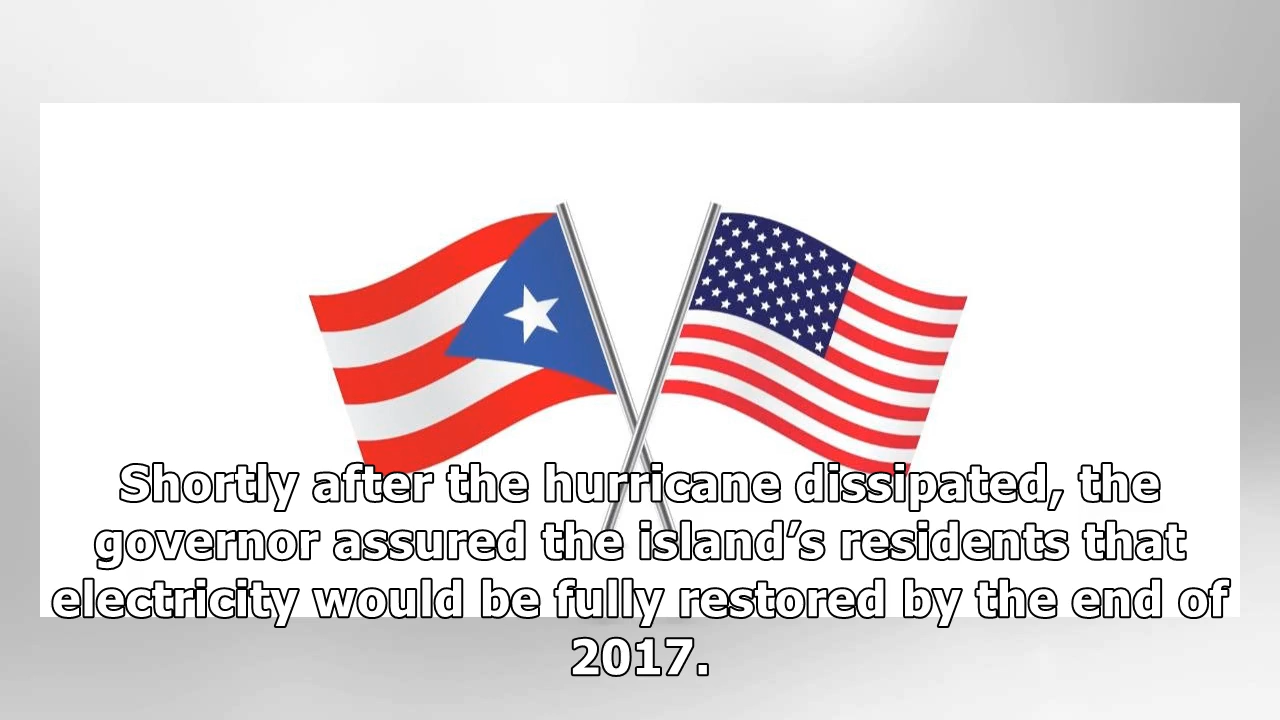 Shortly after the hurricane dissipated, the
governor assured the island’s residents that
electricity would be fully restored by the end of
2017.